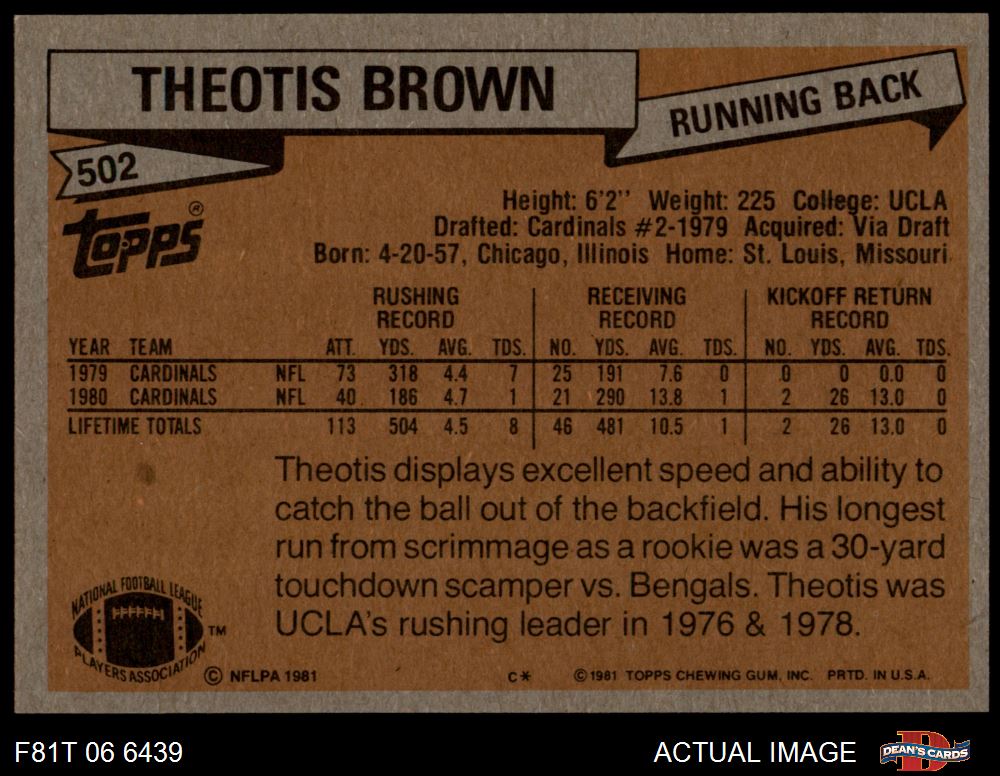 THEOTIS BROWN
RUNNING BACK
502
Topps®
Height: 6'2'' Weight: 225 College: UCLA
Drafted: Cardinals #2-1979 Acquired: Via Draft
Born: 4-20-57, Chicago, Illinois Home: St. Louis, Missouri
RUSHING RECORD RECEIVING RECORD KICKOFF RETURN RECORD
YEAR TEAM ATT. YDS. AVG. TDS. NO. YDS. AVG. TDS. NO. YDS. AVG. TDS.
1979 CARDINALS NFL 73 318 4.4 7 25 191 7.6 0 0 0 0.0 0
1980 CARDINALS NFL 40 186 4.7 1 21 290 13.8 1 2 26 13.0 0
LIFETIME TOTALS 113 504 4.5 8 46 481 10.5 1 2 26 13.0 0
Theotis displays excellent speed and ability to
catch the ball out of the backfield. His longest
run from scrimmage as a rookie was a 30-yard
touchdown scamper vs. Bengals. Theotis was
UCLA's rushing leader in 1976 & 1978.
NATIONAL FOOTBALL LEAGUE
PLAYERS ASSOCIATION
TM
© NFLPA 1981 C* © 1981 TOPPS CHEWING GUM, INC. PRTD. IN U.S.A.
F81T 06 6439 ACTUAL IMAGE D DEAN'S CARDS